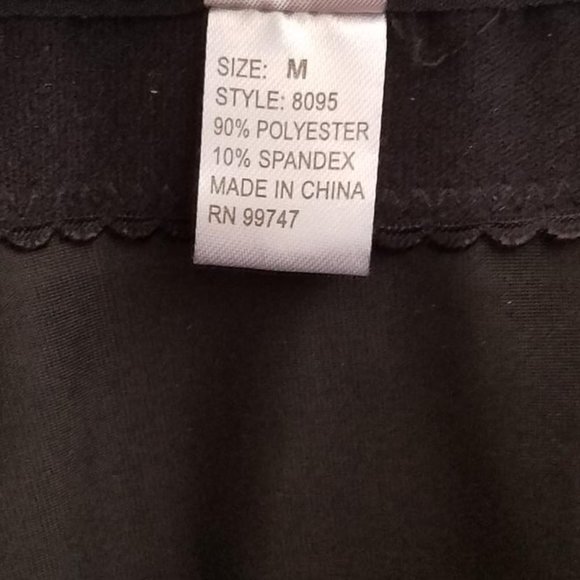 SIZE: M
STYLE: 8095
90% POLYESTER
10% SPANDEX
MADE IN CHINA
RN 99747